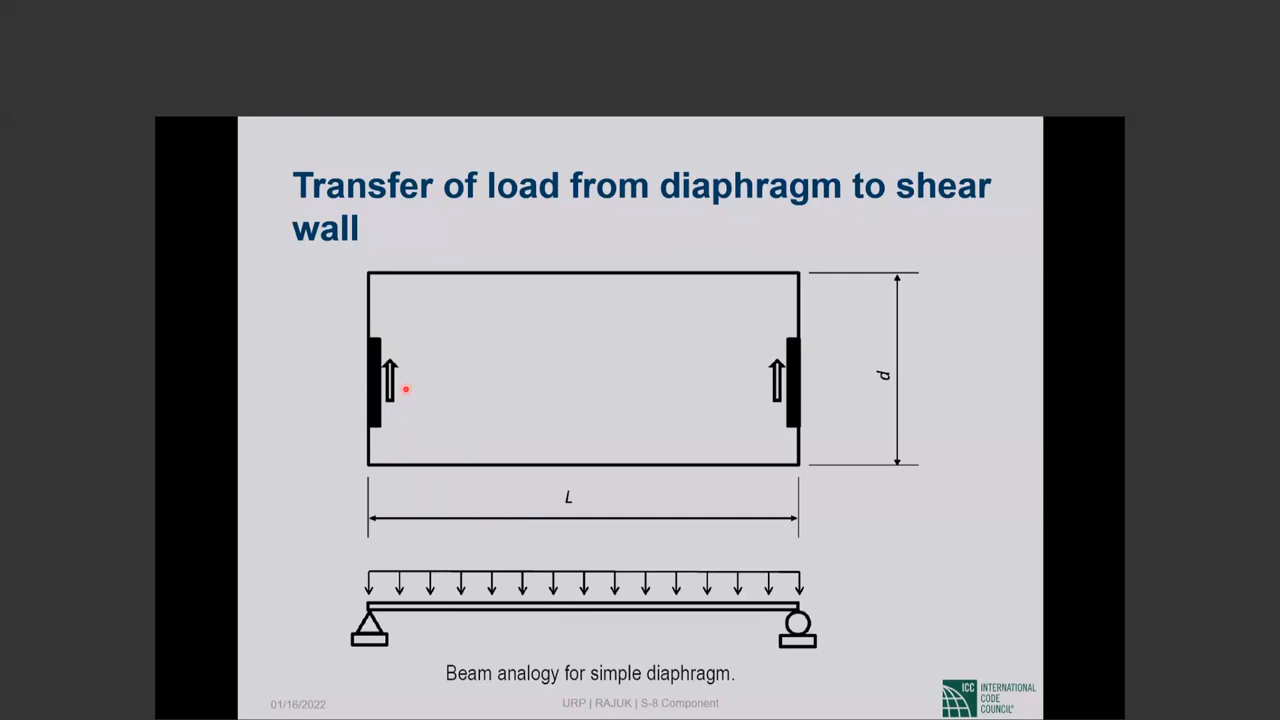 Transfer of load from diaphragm to shear
wall
d
L
Beam analogy for simple diaphragm.
01/16/2022
URP | RAJUK | S-8 Component
ICC
INTERNATIONAL
CODE
COUNCIL®